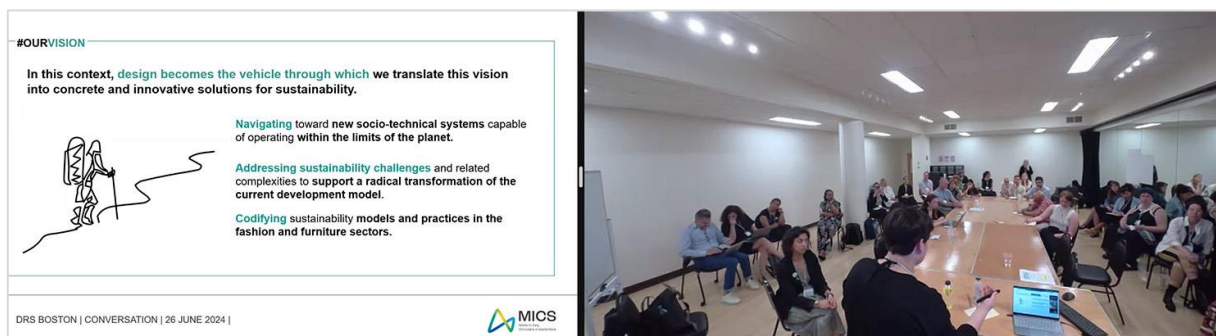 #OURVISION
In this context, design becomes the vehicle through which we translate this vision
into concrete and innovative solutions for sustainability.
Navigating toward new socio-technical systems capable
of operating within the limits of the planet.
Addressing sustainability challenges and related
complexities to support a radical transformation of the
current development model.
Codifying sustainability models and practices in the
fashion and furniture sectors.
DRS BOSTON | CONVERSATION | 26 JUNE 2024 |
MICS